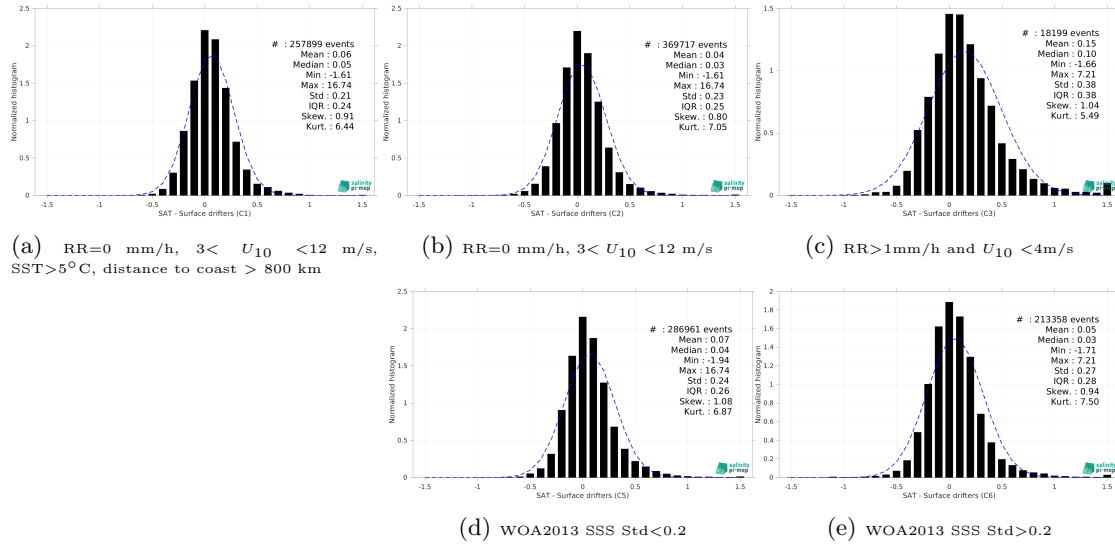 2.5
2
1.5
1
0.5
0
Normalized histogram
-1.5 -1 -0.5 0 0.5 1 1.5
SAT - Surface drifters (C1)
# : 257899 events
Mean : 0.06
Median : 0.05
Min : -1.61
Max : 16.74
Std : 0.21
IQR : 0.24
Skew. : 0.91
Kurt. : 6.44
salinity
pi-mep
(a) RR=0 mm/h, 3< U10 <12 m/s,
SST>5°C, distance to coast > 800 km
2.5
2
1.5
1
0.5
0
Normalized histogram
-1.5 -1 -0.5 0 0.5 1 1.5
SAT - Surface drifters (C2)
# : 369717 events
Mean : 0.04
Median : 0.03
Min : -1.61
Max : 16.74
Std : 0.23
IQR : 0.25
Skew. : 0.80
Kurt. : 7.05
salinity
pi-mep
(b) RR=0 mm/h, 3< U10 <12 m/s
1.5
1
0.5
0
Normalized histogram
-1.5 -1 -0.5 0 0.5 1 1.5
SAT - Surface drifters (C3)
# : 18199 events
Mean : 0.15
Median : 0.10
Min : -1.66
Max : 7.21
Std : 0.38
IQR : 0.38
Skew. : 1.04
Kurt. : 5.49
salinity
pi-mep
(c) RR>1mm/h and U10 <4m/s
2.5
2
1.5
1
0.5
0
Normalized histogram
-1.5 -1 -0.5 0 0.5 1 1.5
SAT - Surface drifters (C5)
# : 286961 events
Mean : 0.07
Median : 0.04
Min : -1.94
Max : 16.74
Std : 0.24
IQR : 0.26
Skew. : 1.08
Kurt. : 6.87
salinity
pi-mep
(d) WOA2013 SSS Std<0.2
2
1.8
1.6
1.4
1.2
1
0.8
0.6
0.4
0.2
0
Normalized histogram
-1.5 -1 -0.5 0 0.5 1 1.5
SAT - Surface drifters (C6)
# : 213358 events
Mean : 0.05
Median : 0.03
Min : -1.71
Max : 7.21
Std : 0.27
IQR : 0.28
Skew. : 0.94
Kurt. : 7.50
salinity
pi-mep
(e) WOA2013 SSS Std>0.2